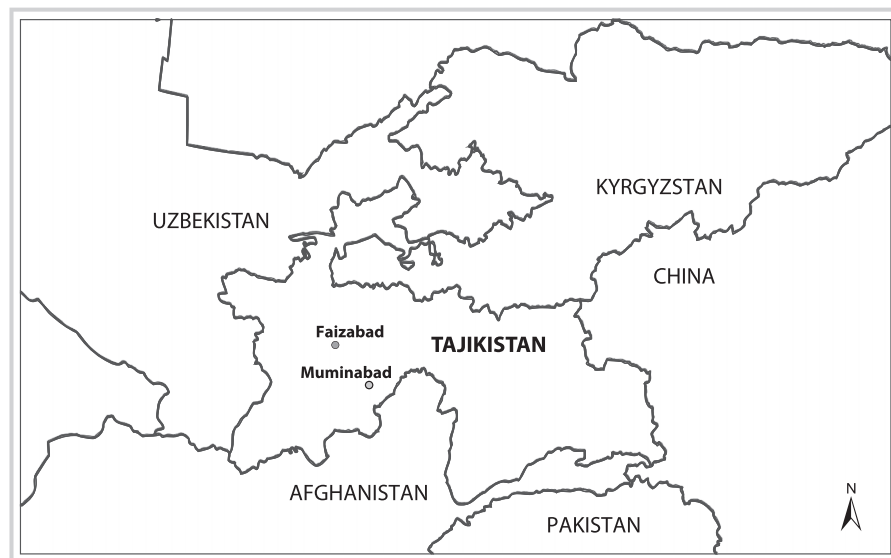 KYRGYZSTAN
UZBEKISTAN
CHINA
Faizabad
TAJIKISTAN
Muminabad
AFGHANISTAN
N
PAKISTAN